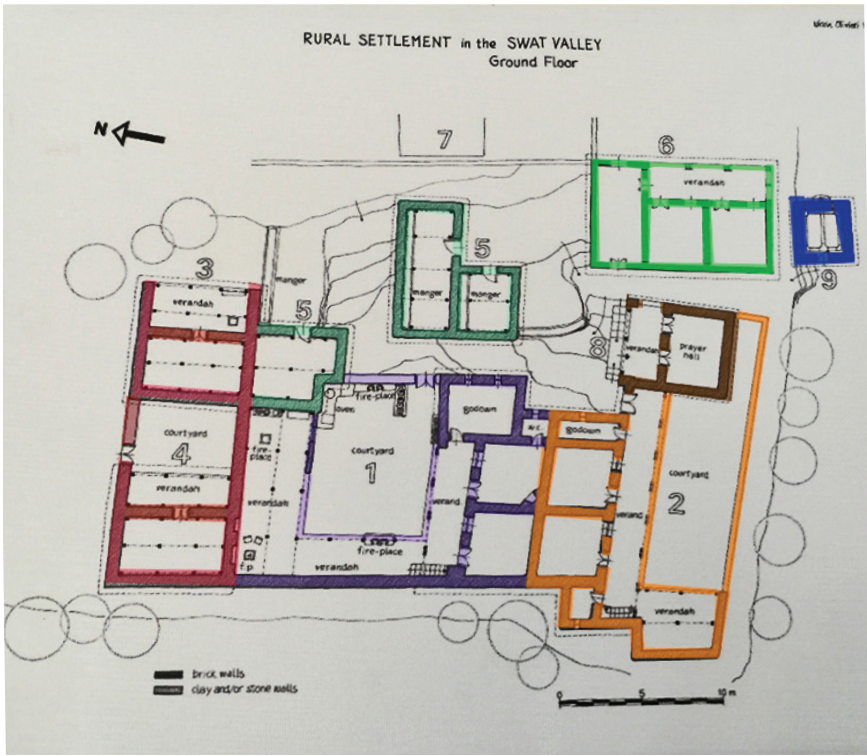 RURAL SETTLEMENT in the SWAT VALLEY
Ground Floor
N
7
6
verandah
9
3
manger
verandah
5
5
manger
manger
8
verandah
prayer
hall
fire-place
oven
godown
w.c.
godown
courtyard
4
fire-
place
courtyard
1
courtyard
2
verandah
verandah
verand.
verand.
fire-place
f.p.
verandah
verandah
brick walls
clay and/or stone walls
0 5 10 m